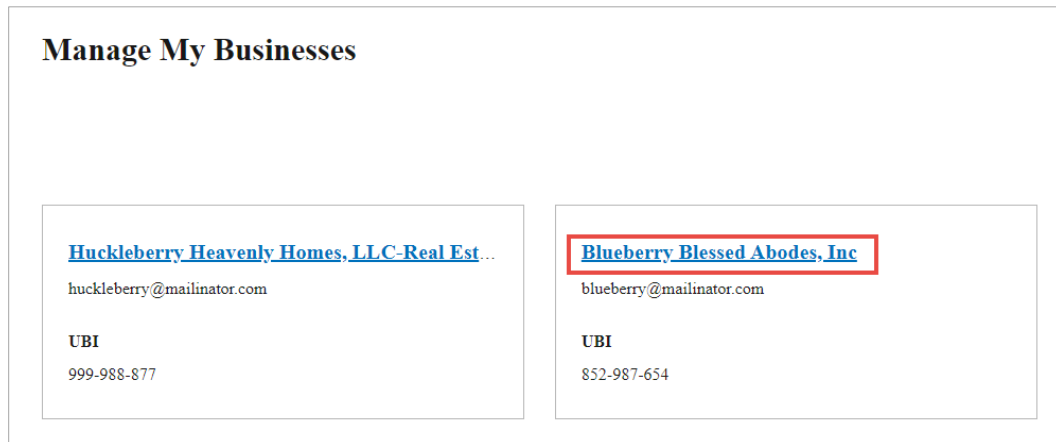 Manage My Businesses
Huckleberry Heavenly Homes, LLC-Real Est...
huckleberry@mailinator.com
UBI
999-988-877
Blueberry Blessed Abodes, Inc
blueberry@mailinator.com
UBI
852-987-654